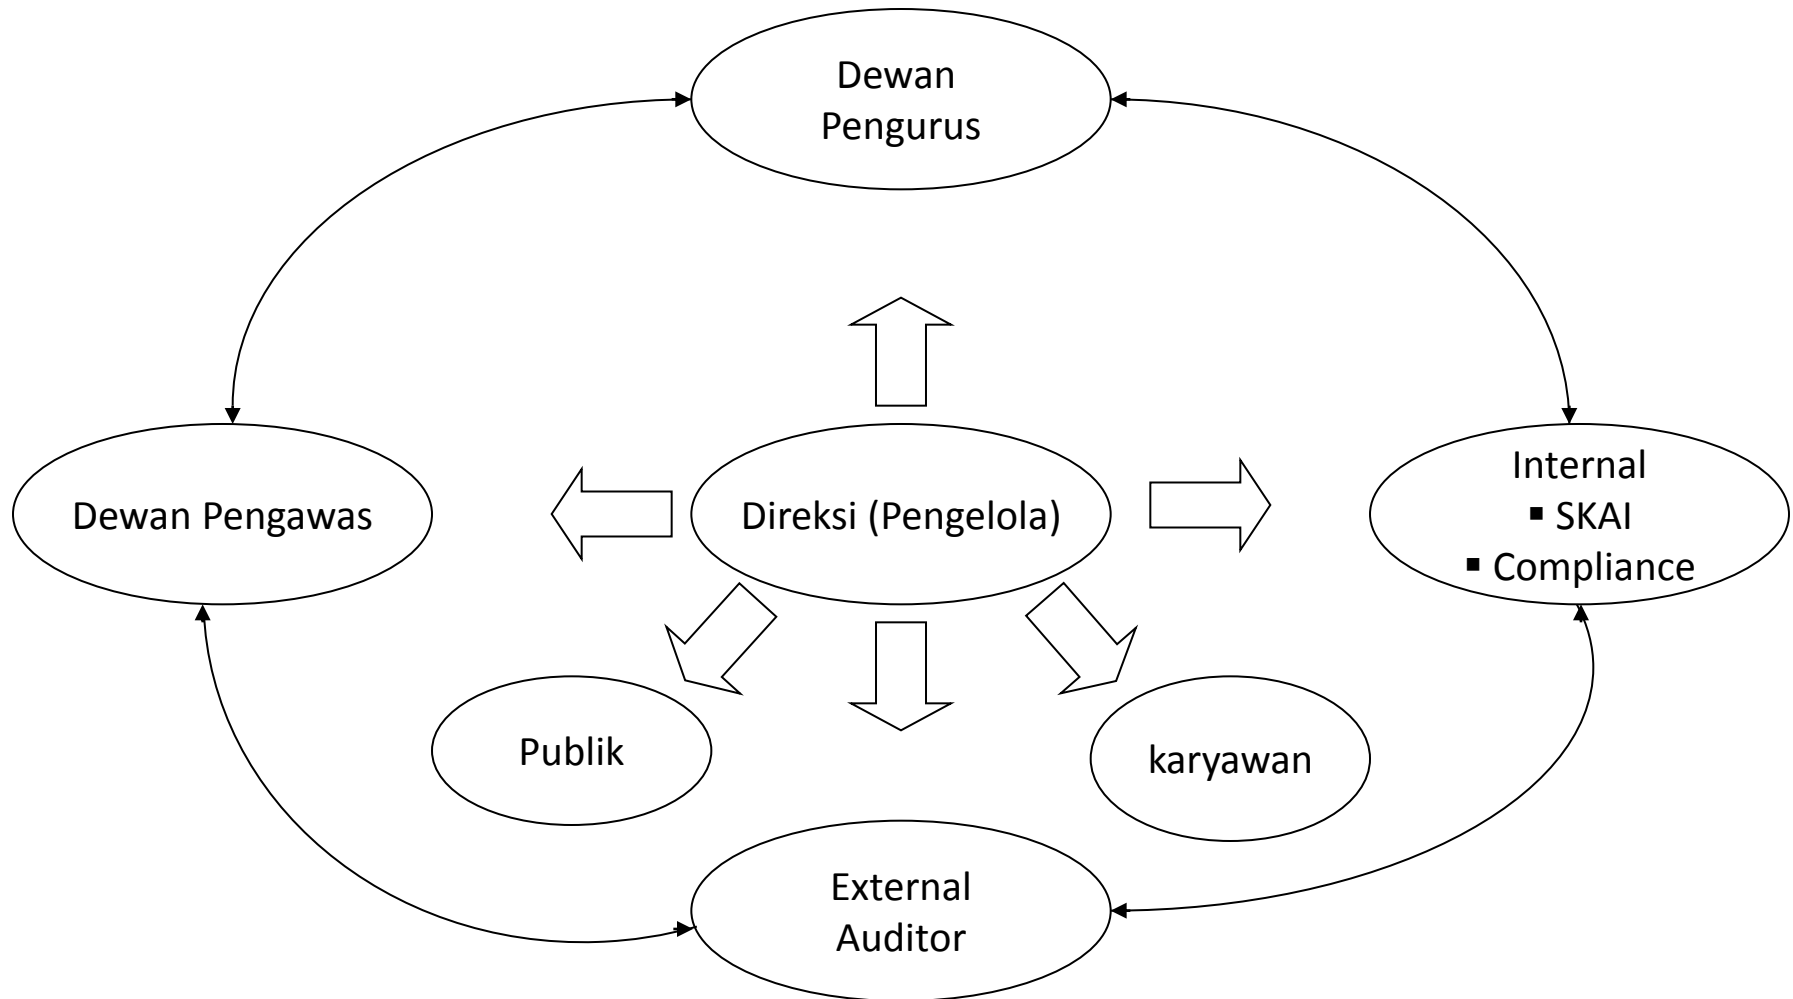 Dewan
Pengurus
Dewan Pengawas
Direksi (Pengelola)
Internal
▪ SKAI
▪ Compliance
Publik
karyawan
External
Auditor